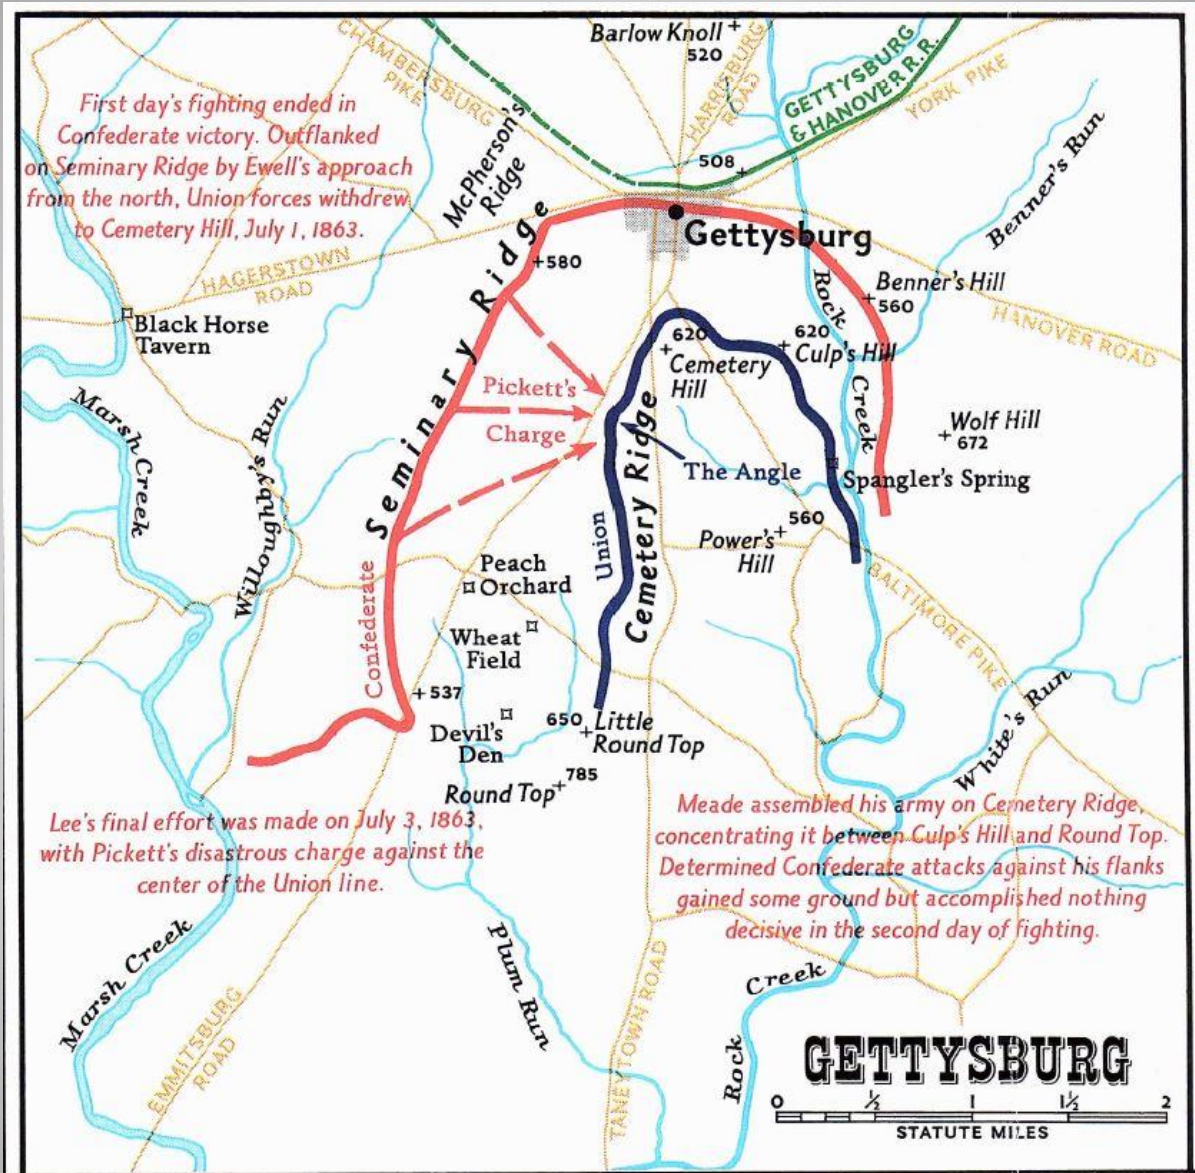 Barlow Knoll
520
CHAMBERSBURG
PIKE
HARRISBURG
ROAD
GETTYSBURG
& HANOVER R.R.
YORK PIKE
First day's fighting ended in
Confederate victory. Outflanked
on Seminary Ridge by Ewell's approach
from the north, Union forces withdrew
to Cemetery Hill, July 1, 1863.
McPherson's
Ridge
508
Benner's Run
Gettysburg
HAGERSTOWN
ROAD
580
Seminary Ridge
Rock
Creek
Benner's Hill
560
HANOVER ROAD
Black Horse
Tavern
620
Cemetery
Hill
620
Culp's Hill
Pickett's
Charge
Marsh Creek
Willoughby's Run
Wolf Hill
672
The Angle
Spangler's Spring
Cemetery Ridge
Union
560
Power's
Hill
Confederate
Peach
Orchard
BALTIMORE PIKE
Wheat
Field
537
Devil's
Den
650
Little
Round Top
White's Run
Round Top
785
Lee's final effort was made on July 3, 1863,
with Pickett's disastrous charge against the
center of the Union line.
Meade assembled his army on Cemetery Ridge,
concentrating it between Culp's Hill and Round Top.
Determined Confederate attacks against his flanks
gained some ground but accomplished nothing
decisive in the second day of fighting.
Marsh Creek
Plum Run
TANEYTOWN ROAD
Rock
Creek
EMMITSBURG
ROAD
GETTYSBURG
0 ½ 1 1½ 2
STATUTE MILES